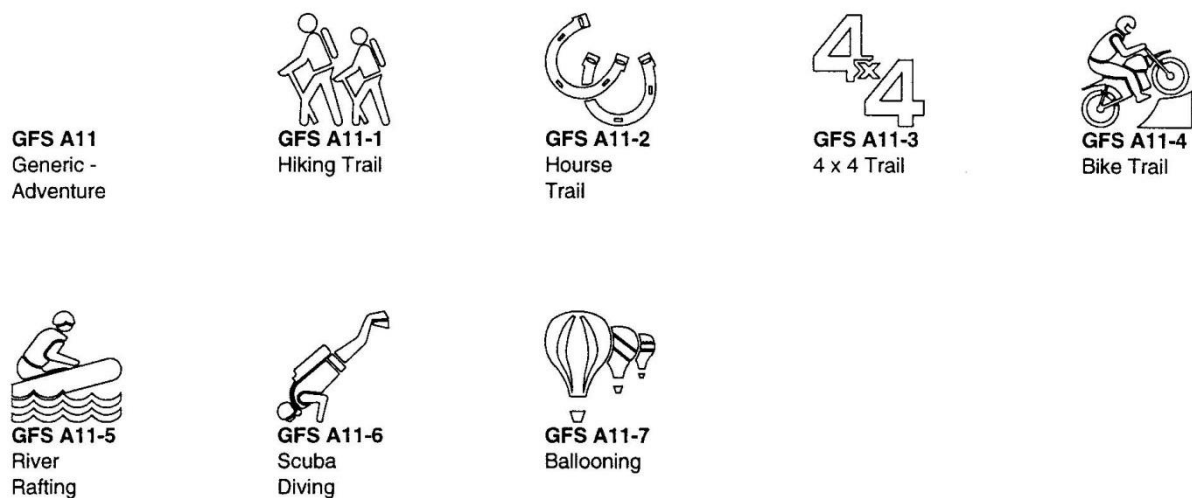 4x4
GFS A11
Generic -
Adventure
GFS A11-1
Hiking Trail
GFS A11-2
Hourse
Trail
GFS A11-3
4 x 4 Trail
GFS A11-4
Bike Trail
GFS A11-5
River
Rafting
GFS A11-6
Scuba
Diving
GFS A11-7
Ballooning